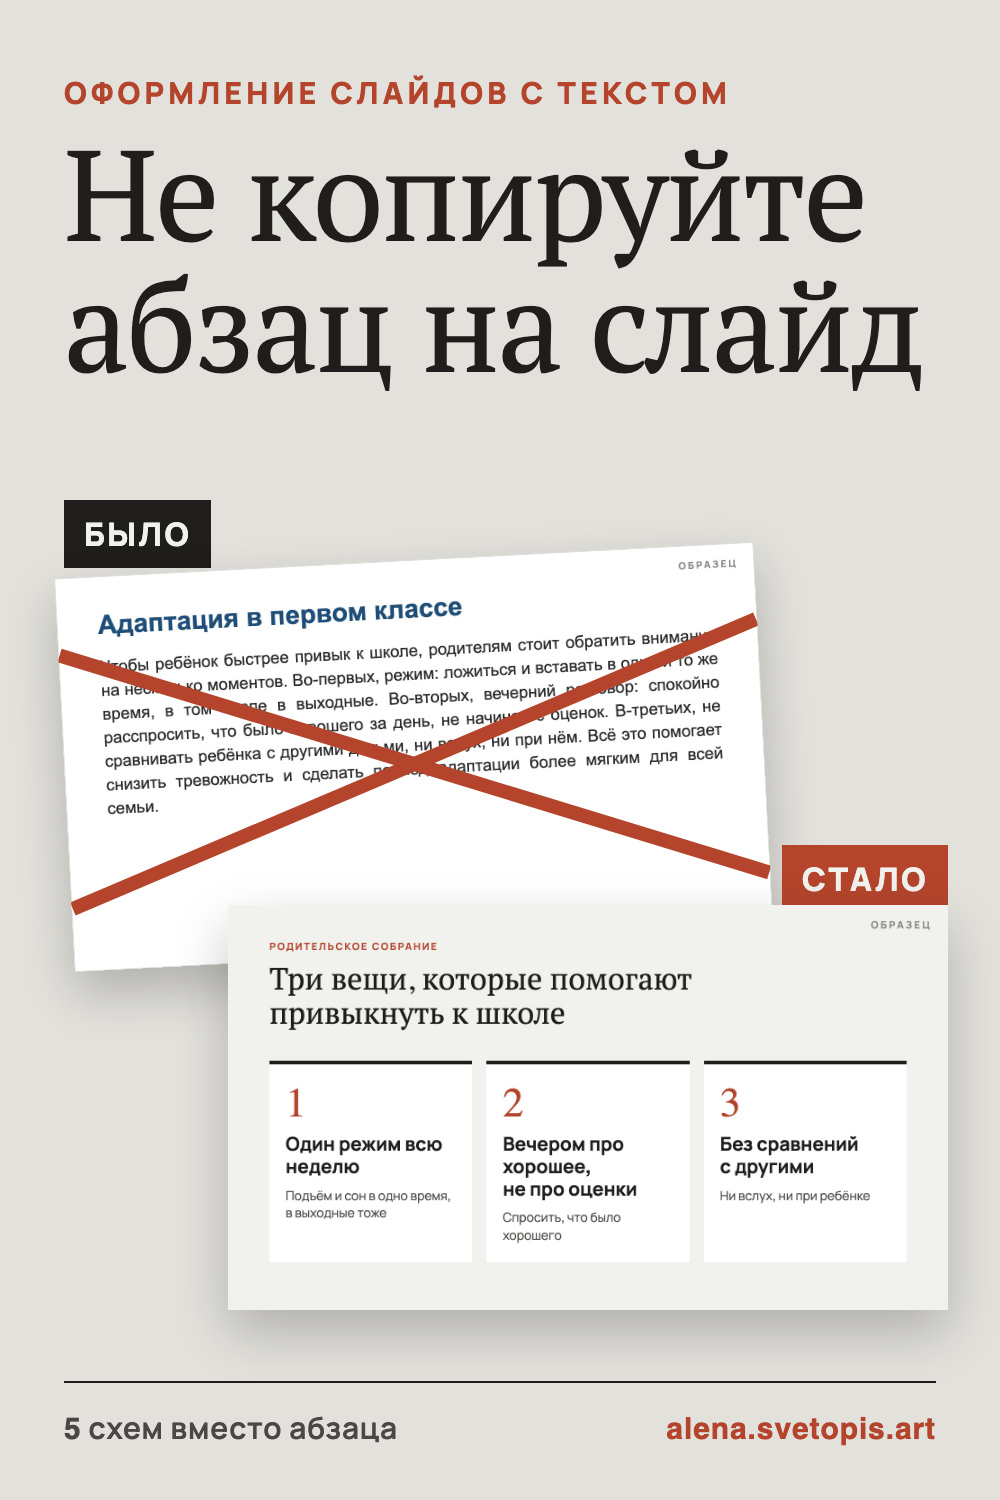 ОФОРМЛЕНИЕ СЛАЙДОВ С ТЕКСТОМ
Не копируйте
абзац на слайд
БЫЛО
ОБРАЗЕЦ
Адаптация в первом классе
ребёнок быстрее привык к школе, родителям стоит обратить
на моментов. Во-первых, режим: ложиться и вставать в то же
время, в том в выходные. Во-вторых, вечерний спокойно
расспросить, что было за день, не оценок. В-третьих, не
сравнивать ребёнка с другими ни ни при нём. Всё это помогает
снизить тревожность и сделать адаптации более мягким для всей
семьи.
СТАЛО
ОБРАЗЕЦ
РОДИТЕЛЬСКОЕ СОБРАНИЕ
Три вещи, которые помогают
привыкнуть к школе
1
Один режим всю
неделю
Подъём и сон в одно время,
в выходные тоже
2
Вечером про
хорошее,
не про оценки
Спросить, что было
хорошего
3
Без сравнений
с другими
Ни вслух, ни при ребёнке
5 схем вместо абзаца
alena.svetopis.art